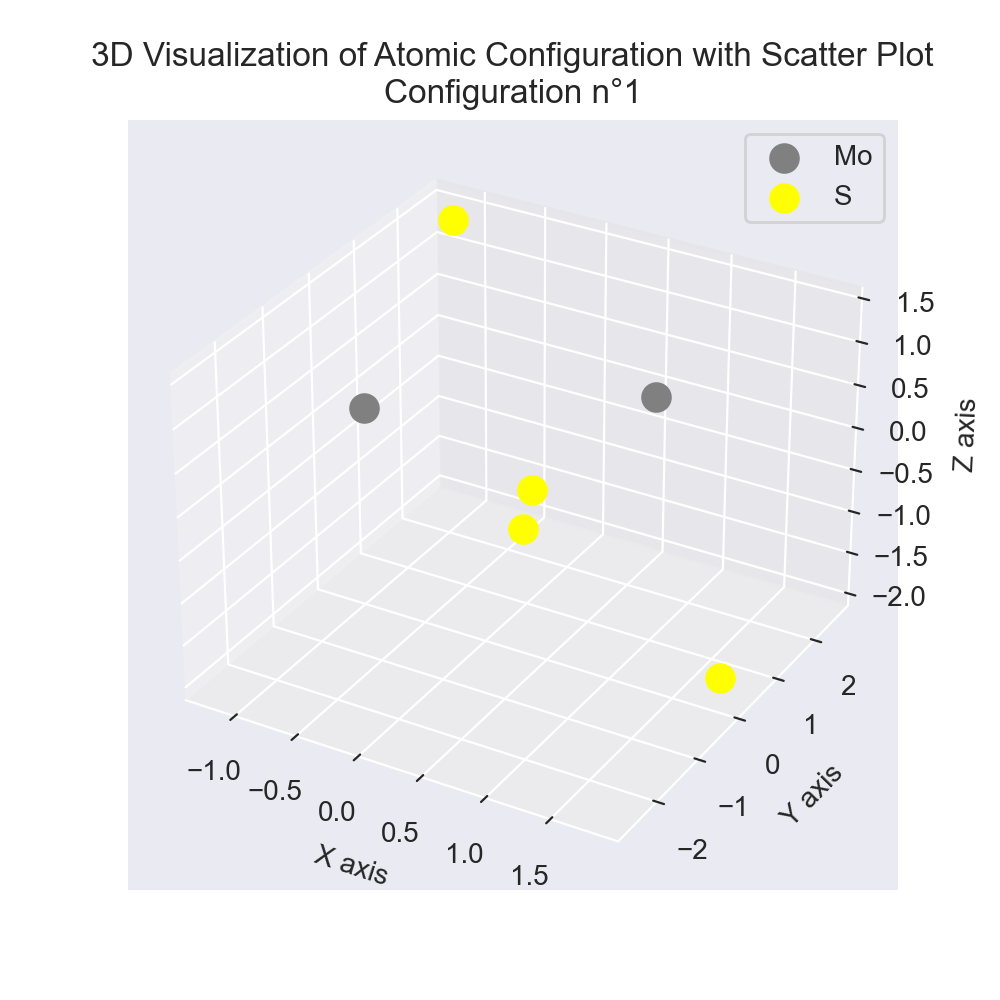 3D Visualization of Atomic Configuration with Scatter Plot
Configuration n°1
Mo
S
1.5
1.0
0.5
0.0
−0.5
−1.0
−1.5
−2.0
Z axis
2
1
0
−1
−2
Y axis
−1.0
−0.5
0.0
0.5
1.0
1.5
X axis